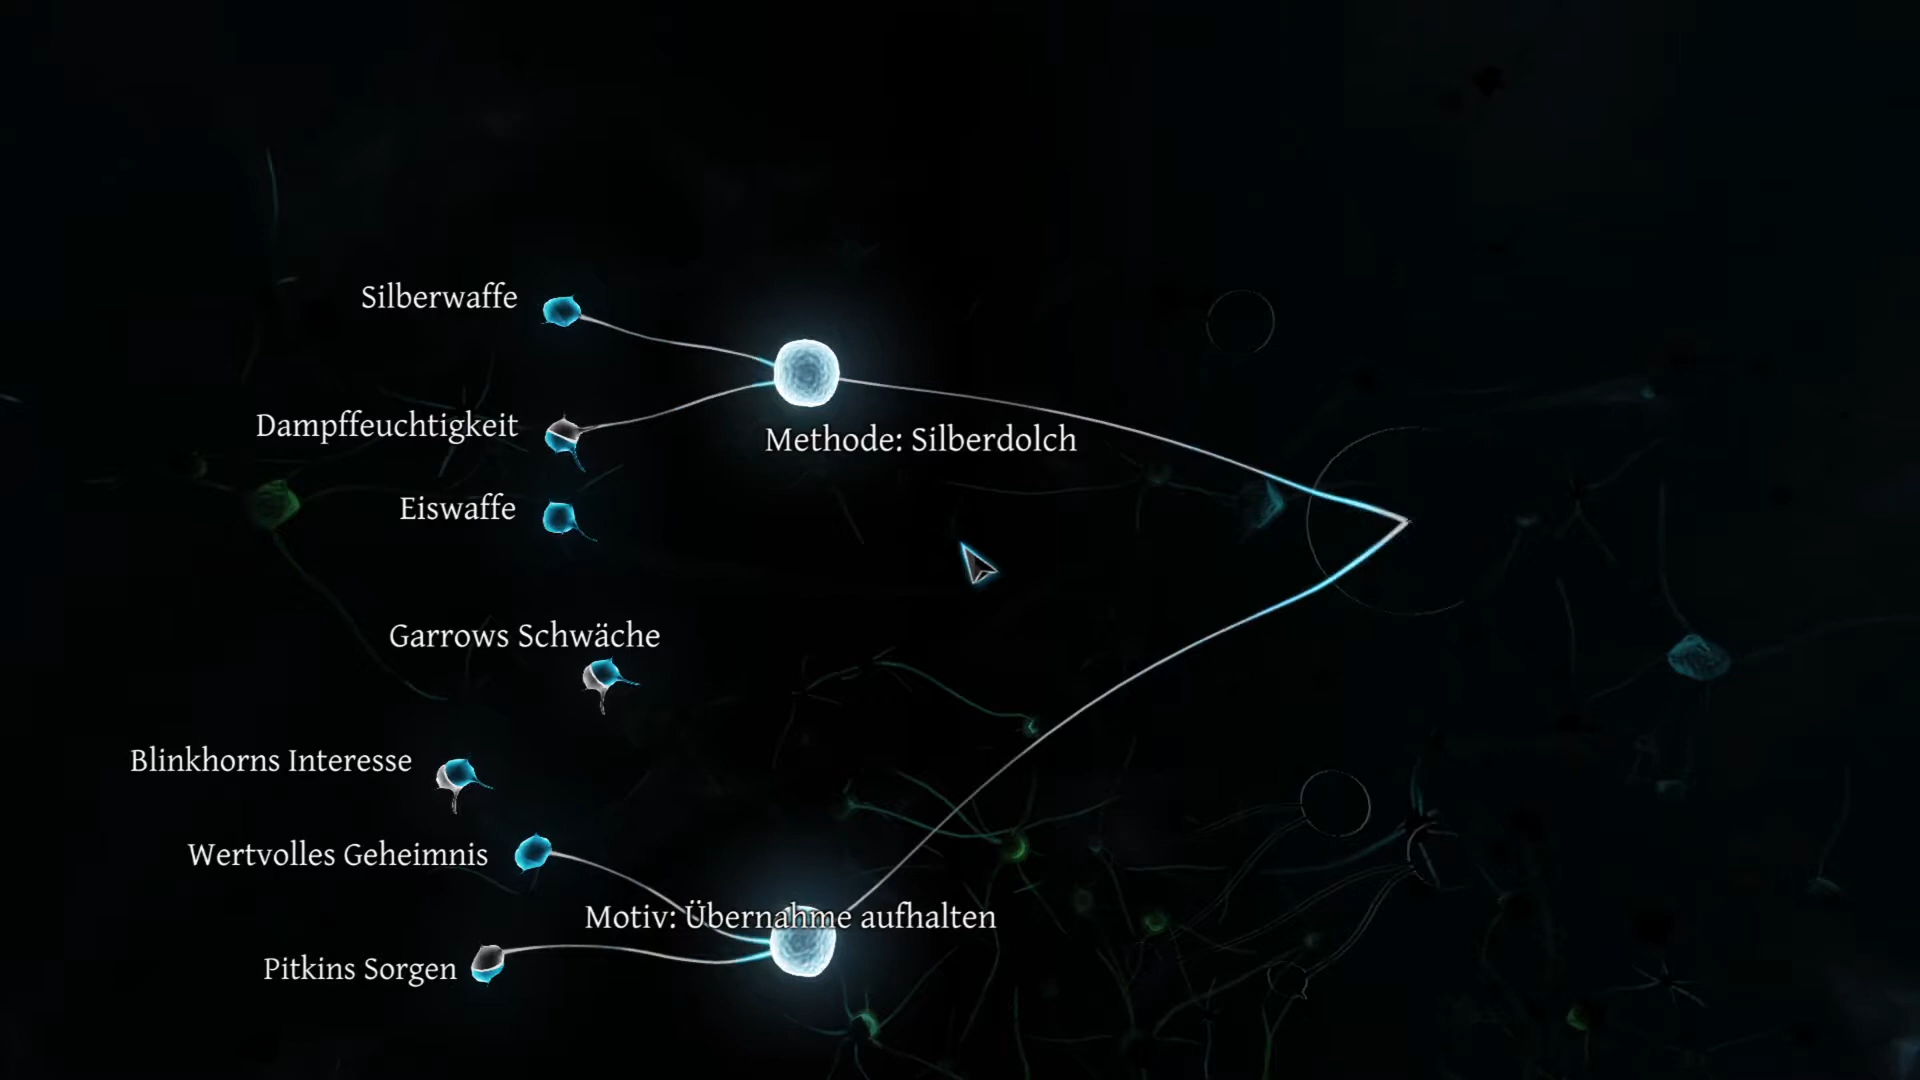 Silberwaffe
Dampffeuchtigkeit
Methode: Silberdolch
Eiswaffe
Garrows Schwäche
Blinkhorns Interesse
Wertvolles Geheimnis
Motiv: Übernahme aufhalten
Pitkins Sorgen